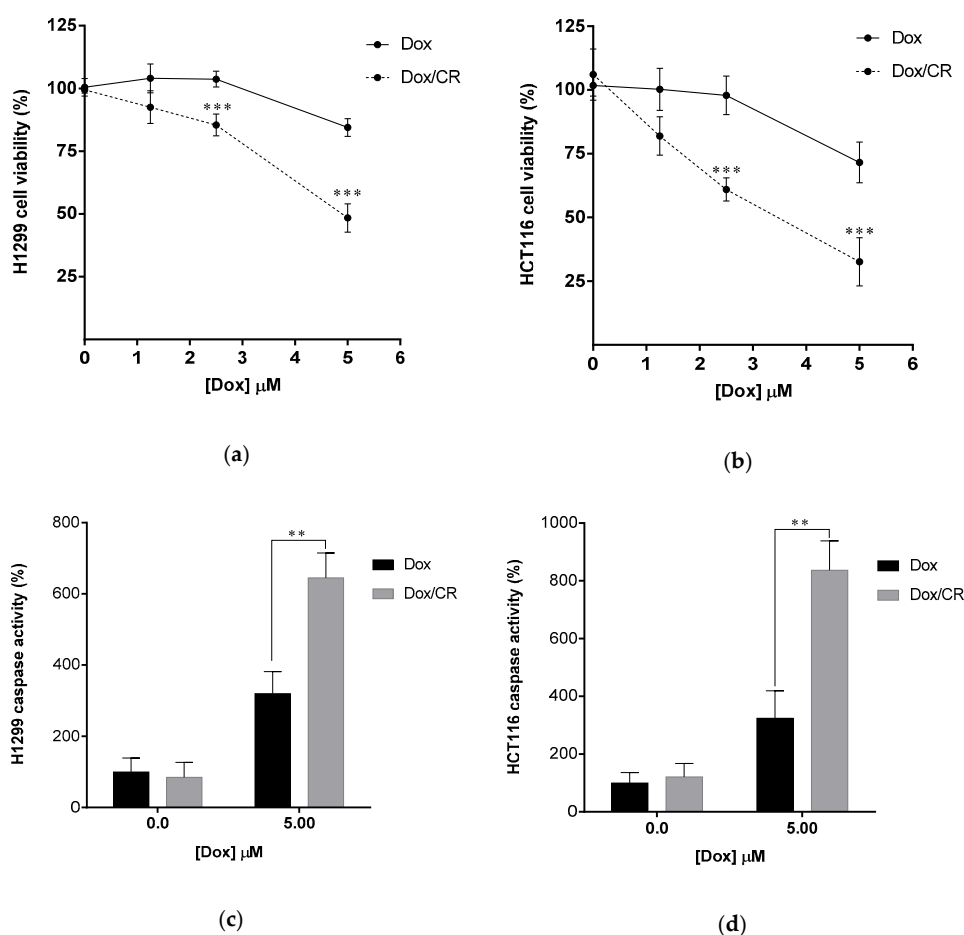 125
100
75
50
25
0 1 2 3 4 5 6
H1299 cell viability (%)
[Dox] μM
Dox
Dox/CR
***
***
(a)
125
100
75
50
25
0 1 2 3 4 5 6
HCT116 cell viability (%)
[Dox] μM
Dox
Dox/CR
***
***
(b)
800
600
400
200
0
0.0 5.00
H1299 caspase activity (%)
[Dox] μM
**
Dox
Dox/CR
(c)
1000
800
600
400
200
0
0.0 5.00
HCT116 caspase activity (%)
[Dox] μM
**
Dox
Dox/CR
(d)